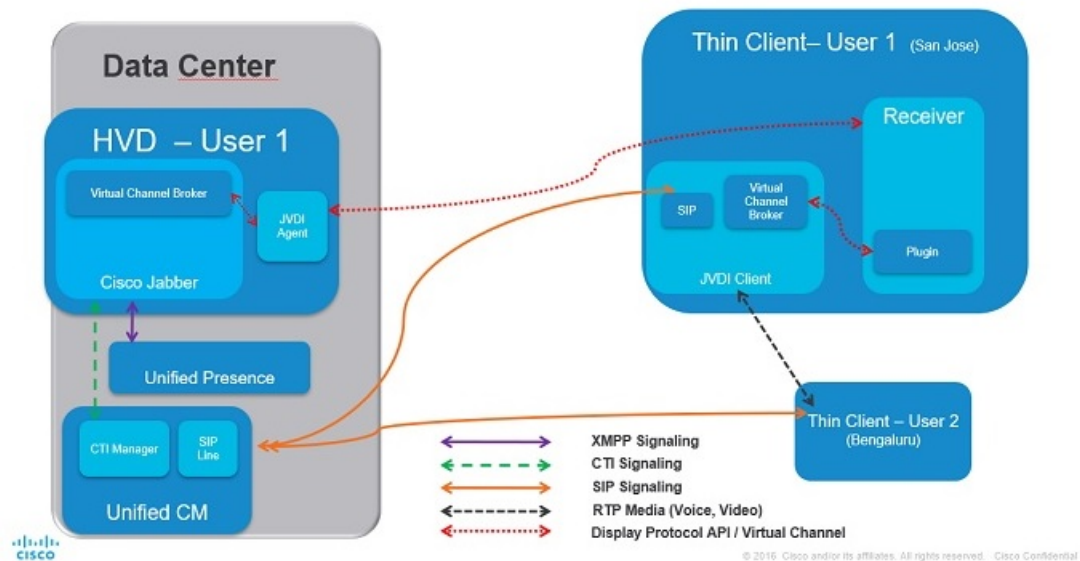 Data Center
HVD – User 1
Virtual Channel Broker
JVDI
Agent
Cisco Jabber
Unified Presence
CTI Manager
SIP
Line
Unified CM
Thin Client– User 1 (San Jose)
Receiver
SIP
Virtual
Channel
Broker
Plugin
JVDI Client
Thin Client – User 2
(Bengaluru)
XMPP Signaling
CTI Signaling
SIP Signaling
RTP Media (Voice, Video)
Display Protocol API / Virtual Channel
CISCO
© 2016 Cisco and/or its affiliates. All rights reserved. Cisco Confidential